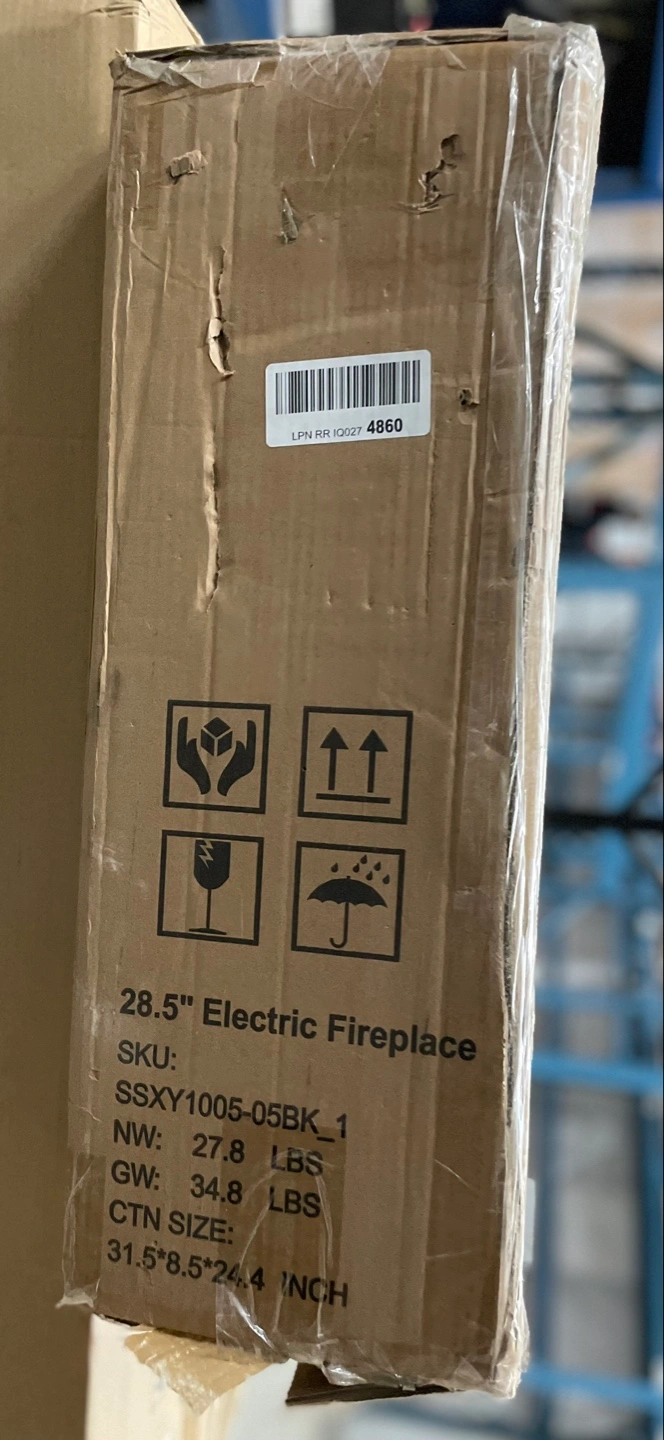 LPN RR IQ027 4860
28.5" Electric Fireplace
SKU:
SSXY1005-05BK_1
NW: 27.8 LBS
GW: 34.8 LBS
CTN SIZE:
31.5*8.5*24.4 INCH